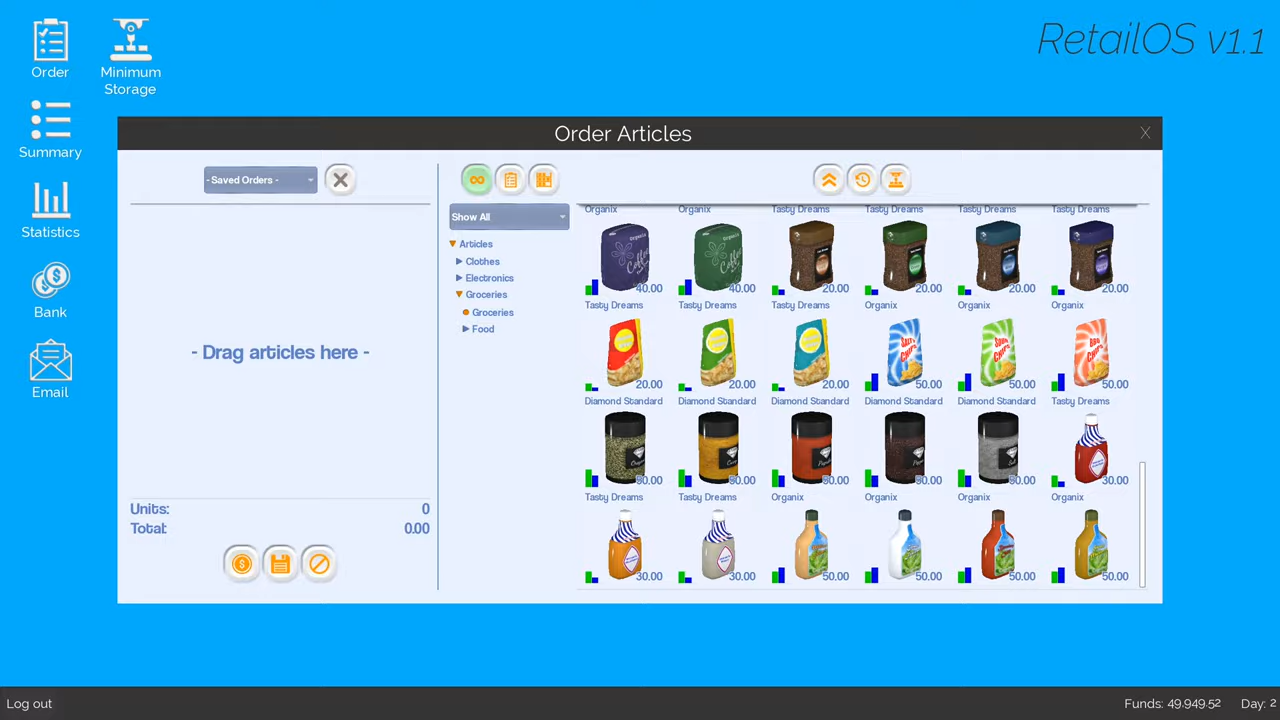 RetailOS v1.1
Order
Minimum
Storage
Summary
Statistics
Bank
Email
Order Articles
X
- Saved Orders -
- Drag articles here -
Units: 0
Total: 0.00
Show All
Articles
Clothes
Electronics
Groceries
Groceries
Food
Organix Organix Tasty Dreams Tasty Dreams Tasty Dreams Tasty Dreams
40.00 40.00 20.00 20.00 20.00 20.00
Tasty Dreams Tasty Dreams Tasty Dreams Organix Organix Organix
20.00 20.00 20.00 50.00 50.00 50.00
Diamond Standard Diamond Standard Diamond Standard Diamond Standard Diamond Standard Tasty Dreams
30.00
Tasty Dreams Tasty Dreams Organix Organix Organix Organix
30.00 30.00 50.00 50.00 50.00 50.00
Log out
Funds: 49.949.52 Day: 2